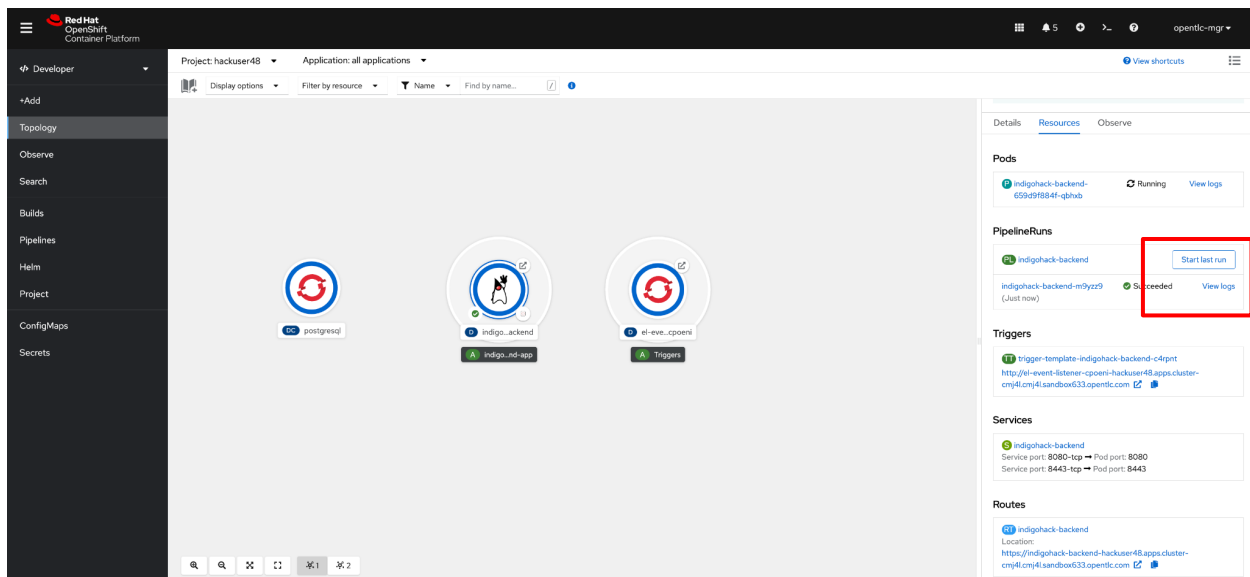 Red Hat
OpenShift
Container Platform
5
opentlc-mgr
Developer
+Add
Topology
Observe
Search
Builds
Pipelines
Helm
Project
ConfigMaps
Secrets
Project: hackuser48
Application: all applications
View shortcuts
Display options
Filter by resource
Name
Find by name...
/
DC postgresql
D indigo...ackend
A indigo...nd-app
D el-eve...cpoeni
A Triggers
1
2
Details Resources Observe
Pods
P indigohack-backend-
659d9f884f-qbhxb
Running
View logs
PipelineRuns
PL indigohack-backend
Start last run
indigohack-backend-m9yzz9
Succeeded
View logs
(Just now)
Triggers
TT trigger-template-indigohack-backend-c4rpnt
http://el-event-listener-cpoeni-hackuser48.apps.cluster-
cmj4l.cmj4l.sandbox633.opentlc.com
Services
S indigohack-backend
Service port: 8080-tcp → Pod port: 8080
Service port: 8443-tcp → Pod port: 8443
Routes
RT indigohack-backend
Location:
https://indigohack-backend-hackuser48.apps.cluster-
cmj4l.cmj4l.sandbox633.opentlc.com